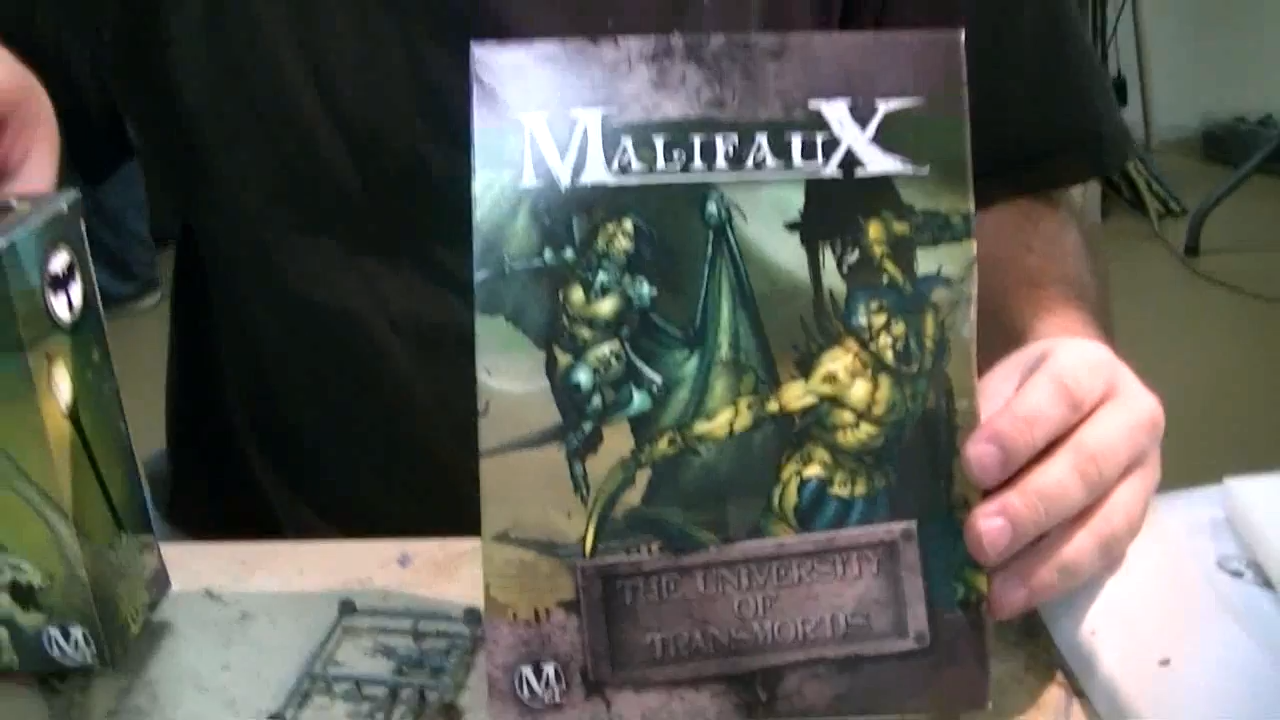 MALIFAUX
THE UNIVERSITY
OF
TRANSMORTIS
M
M